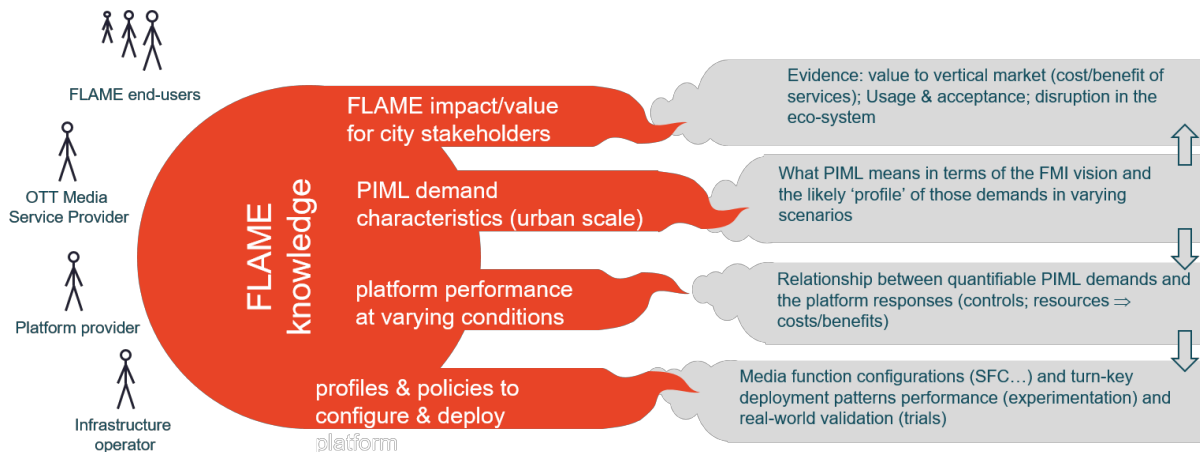 FLAME end-users
OTT Media
Service Provider
Platform provider
Infrastructure
operator
FLAME
knowledge
FLAME impact/value
for city stakeholders
PIML demand
characteristics (urban scale)
platform performance
at varying conditions
profiles & policies to
configure & deploy
platform
Evidence: value to vertical market (cost/benefit of
services); Usage & acceptance; disruption in the
eco-system
What PIML means in terms of the FMI vision and
the likely ‘profile’ of those demands in varying
scenarios
Relationship between quantifiable PIML demands and
the platform responses (controls; resources ⇒
costs/benefits)
Media function configurations (SFC…) and turn-key
deployment patterns performance (experimentation) and
real-world validation (trials)